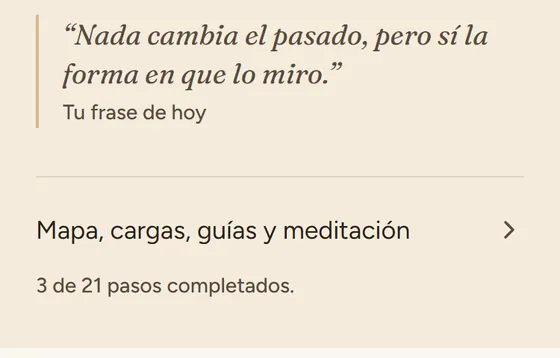 “Nada cambia el pasado, pero sí la
forma en que lo miro.”
Tu frase de hoy
Mapa, cargas, guías y meditación
3 de 21 pasos completados.